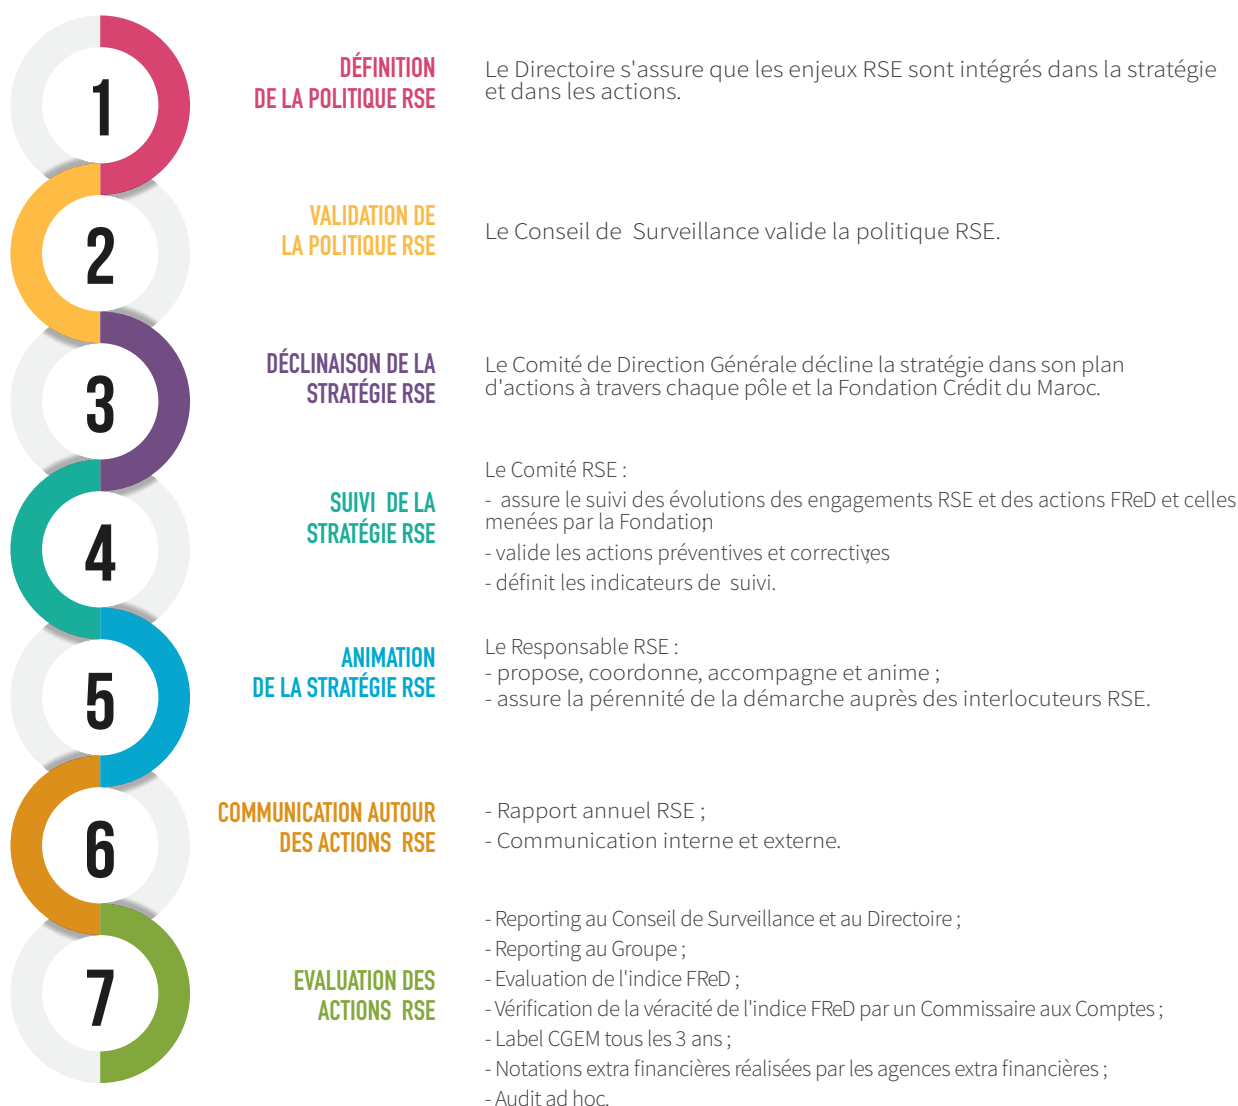 1
DÉFINITION
DE LA POLITIQUE RSE
Le Directoire s'assure que les enjeux RSE sont intégrés dans la stratégie
et dans les actions.
2
VALIDATION DE
LA POLITIQUE RSE
Le Conseil de Surveillance valide la politique RSE.
3
DÉCLINAISON DE LA
STRATÉGIE RSE
Le Comité de Direction Générale décline la stratégie dans son plan
d'actions à travers chaque pôle et la Fondation Crédit du Maroc.
4
SUIVI DE LA
STRATÉGIE RSE
Le Comité RSE :
- assure le suivi des évolutions des engagements RSE et des actions FReD et celles
menées par la Fondation ;
- valide les actions préventives et correctives ;
- définit les indicateurs de suivi.
5
ANIMATION
DE LA STRATÉGIE RSE
Le Responsable RSE :
- propose, coordonne, accompagne et anime ;
- assure la pérennité de la démarche auprès des interlocuteurs RSE.
6
COMMUNICATION AUTOUR
DES ACTIONS RSE
- Rapport annuel RSE ;
- Communication interne et externe.
7
EVALUATION DES
ACTIONS RSE
- Reporting au Conseil de Surveillance et au Directoire ;
- Reporting au Groupe ;
- Evaluation de l'indice FReD ;
- Vérification de la véracité de l'indice FReD par un Commissaire aux Comptes ;
- Label CGEM tous les 3 ans ;
- Notations extra financières réalisées par les agences extra financières ;
- Audit ad hoc.